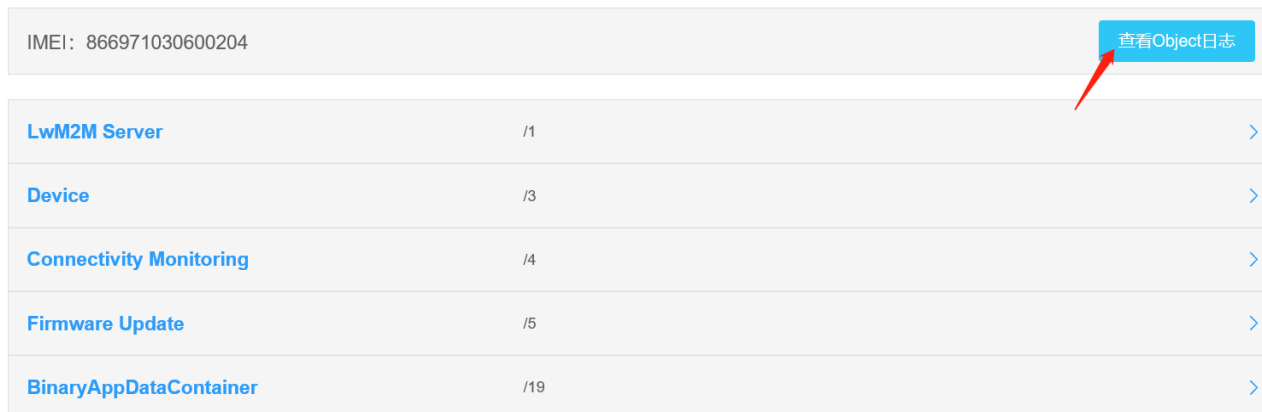 IMEI：866971030600204 查看Object日志
LwM2M Server /1
Device /3
Connectivity Monitoring /4
Firmware Update /5
BinaryAppDataContainer /19